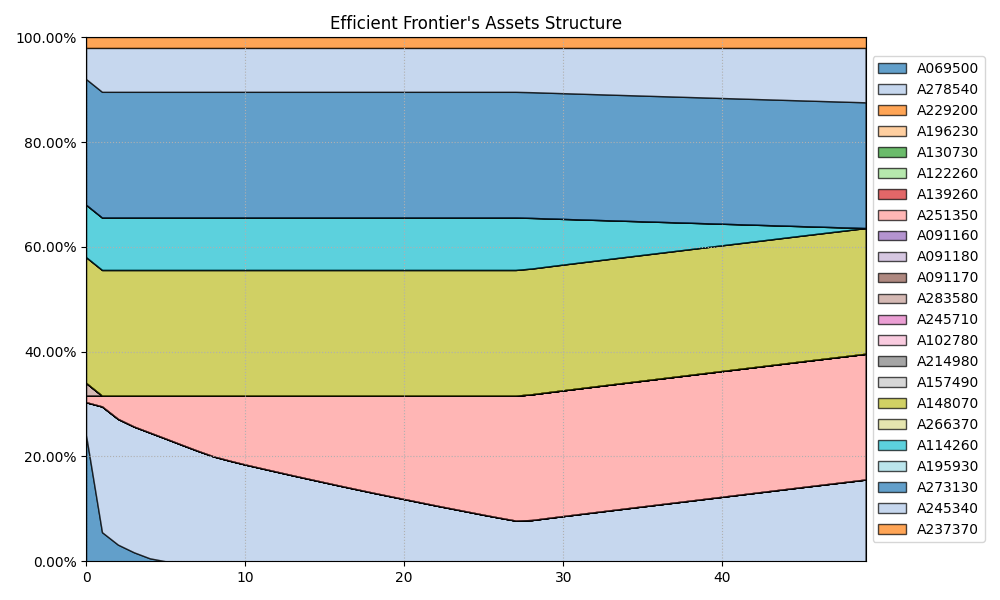 Efficient Frontier's Assets Structure
100.00%
80.00%
60.00%
40.00%
20.00%
0.00%
0
10
20
30
40
A069500
A278540
A229200
A196230
A130730
A122260
A139260
A251350
A091160
A091180
A091170
A283580
A245710
A102780
A214980
A157490
A148070
A266370
A114260
A195930
A273130
A245340
A237370